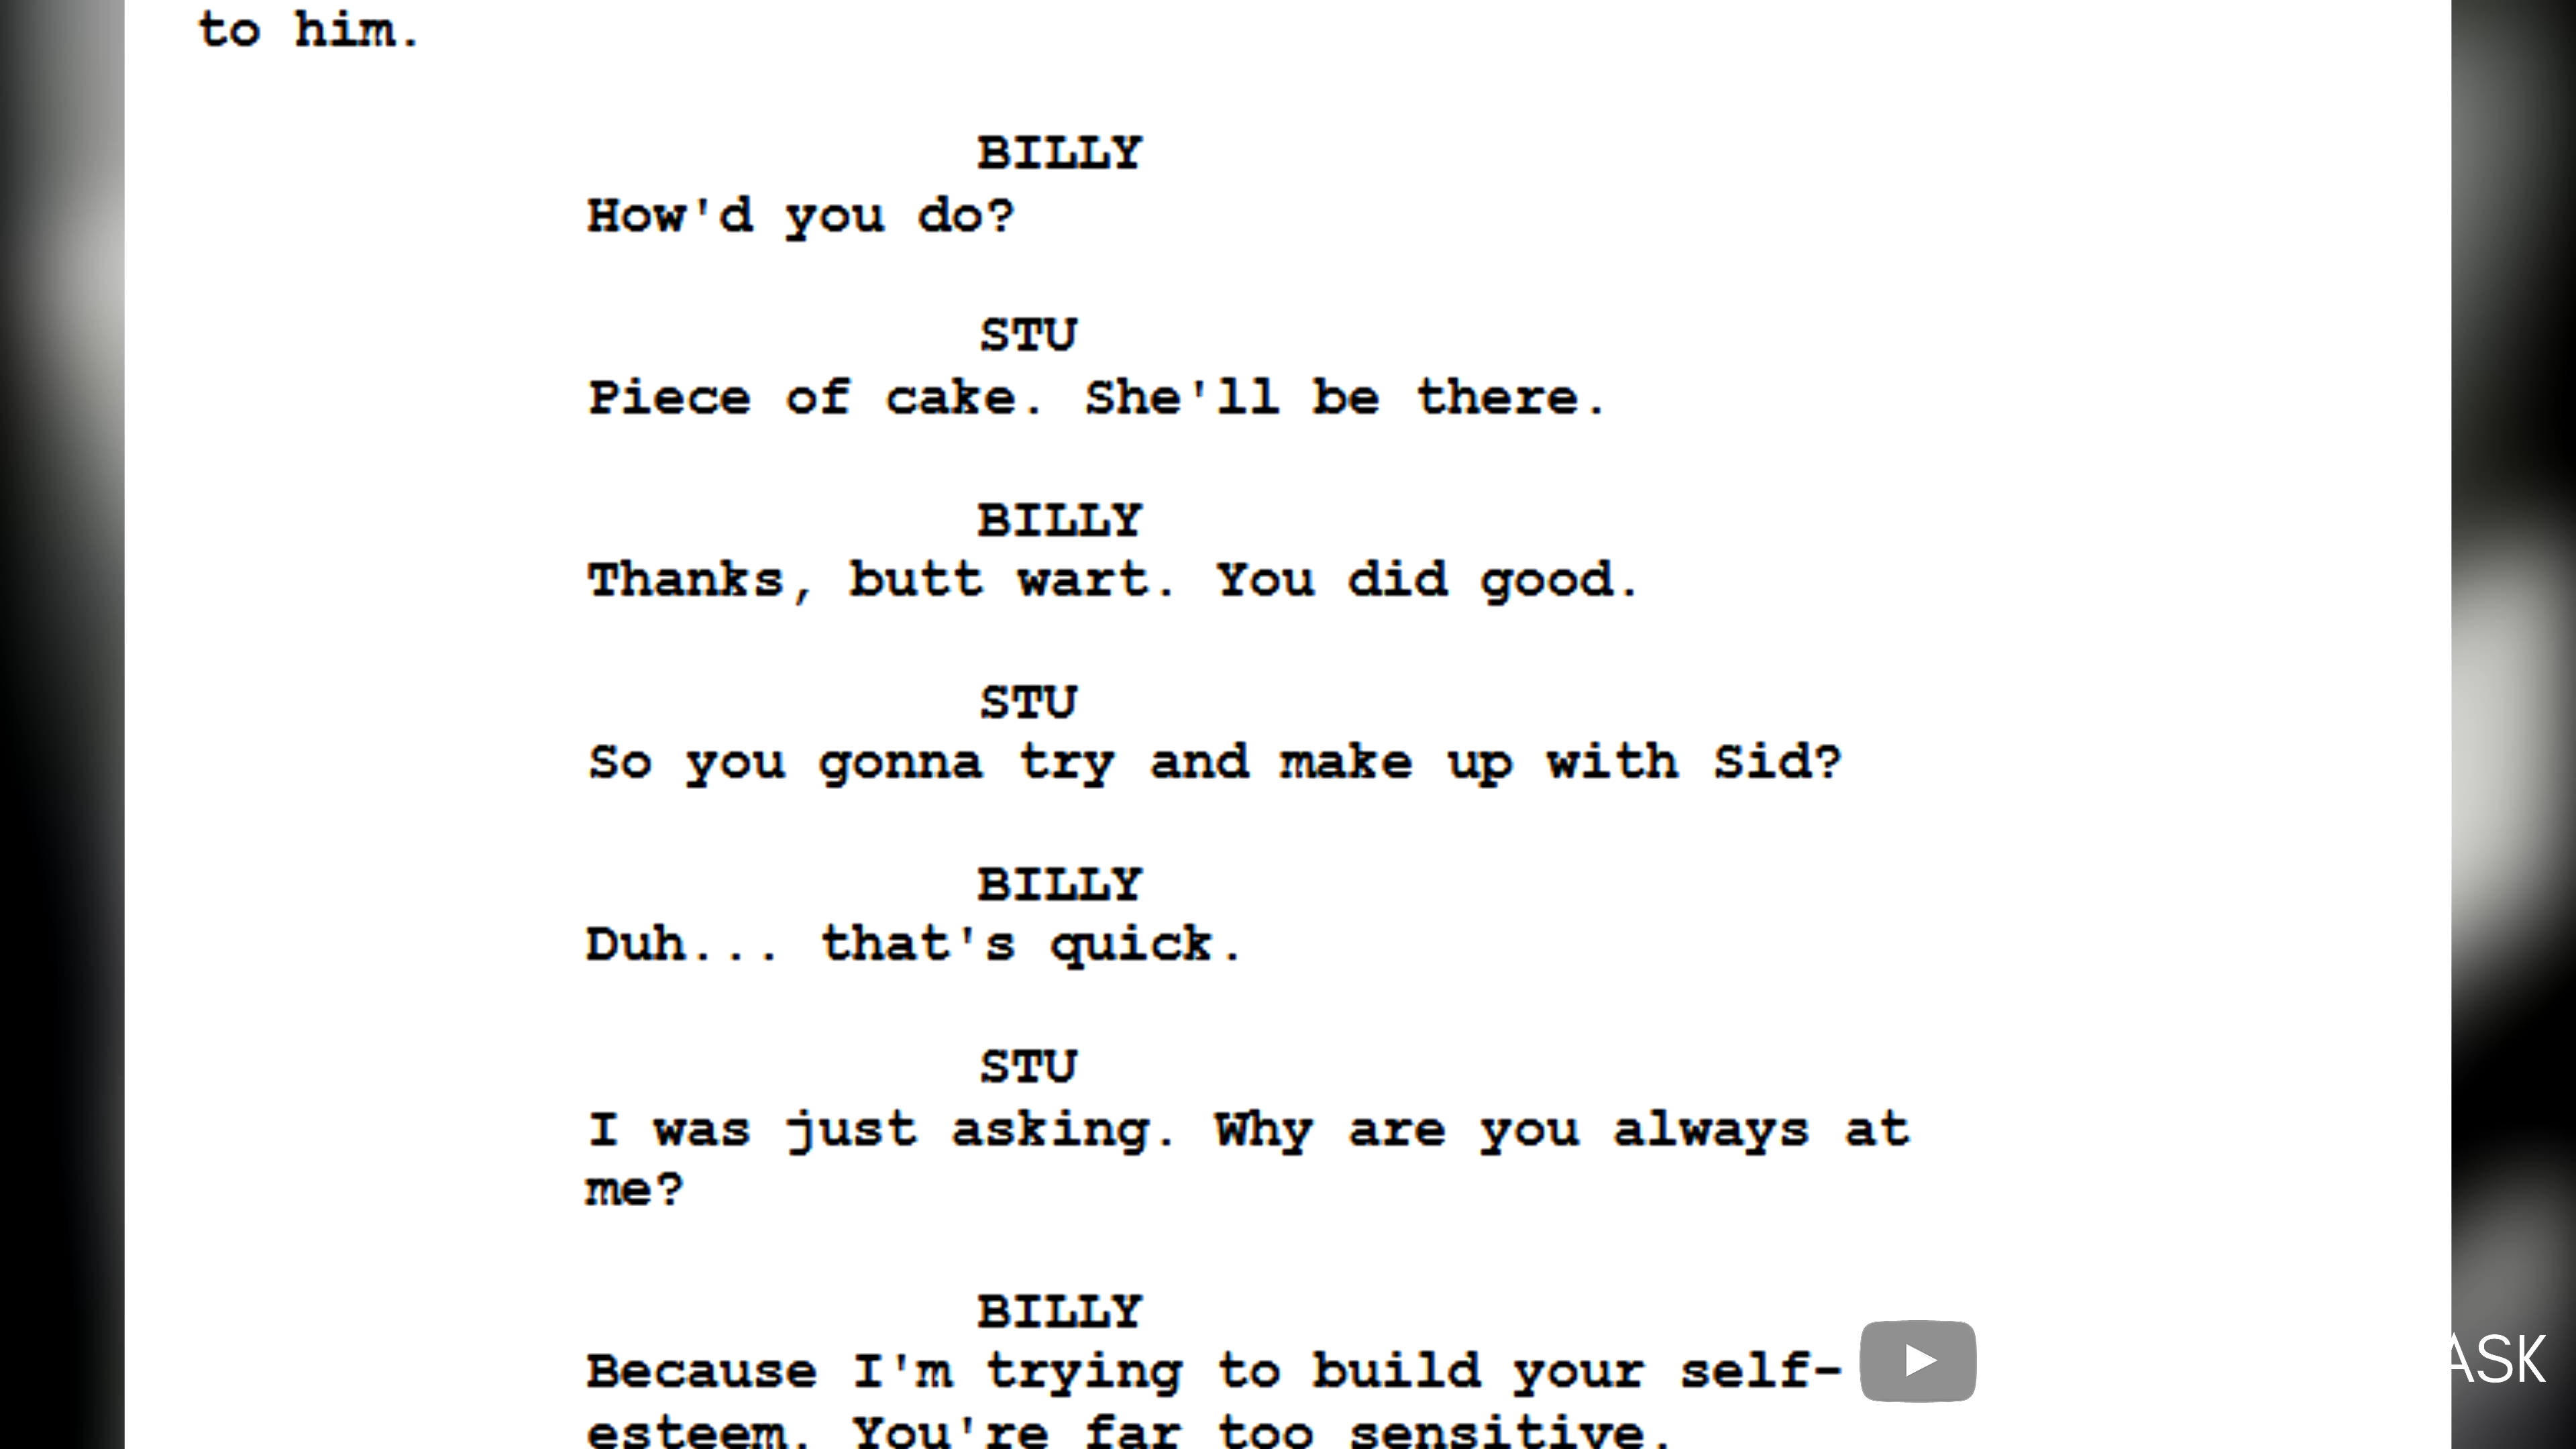 to him.
BILLY
How'd you do?
STU
Piece of cake. She'll be there.
BILLY
Thanks, butt wart. You did good.
STU
So you gonna try and make up with Sid?
BILLY
Duh... that's quick.
STU
I was just asking. Why are you always at
me?
BILLY
Because I'm trying to build your self-
esteem. You're far too sensitive.
ASK